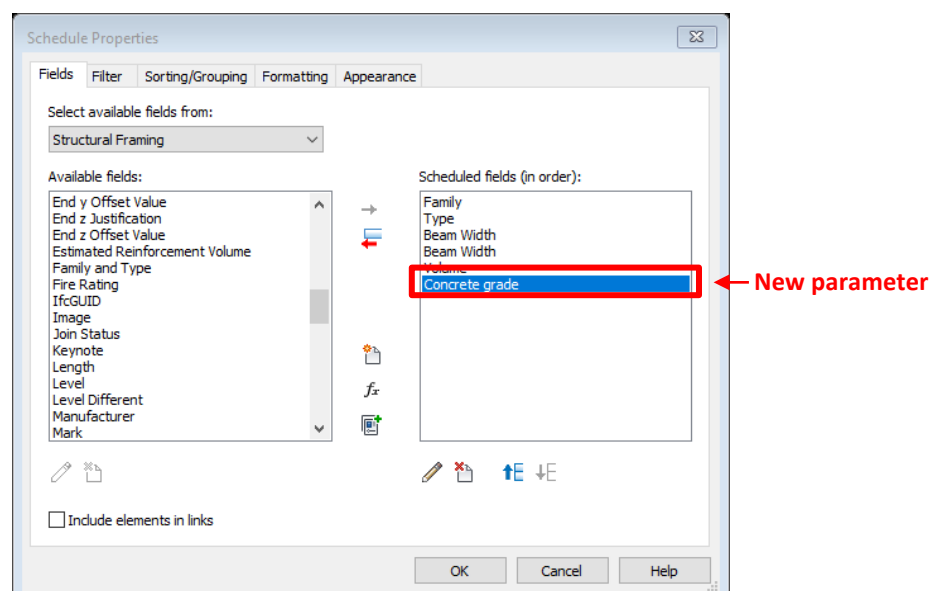 Schedule Properties
Fields Filter Sorting/Grouping Formatting Appearance
Select available fields from:
Structural Framing
Available fields:
End y Offset Value
End z Justification
End z Offset Value
Estimated Reinforcement Volume
Family and Type
Fire Rating
IfcGUID
Image
Join Status
Keynote
Length
Level
Level Different
Manufacturer
Mark
fx
Scheduled fields (in order):
Family
Type
Beam Width
Beam Width
Volume
Concrete grade
New parameter
Include elements in links
OK Cancel Help